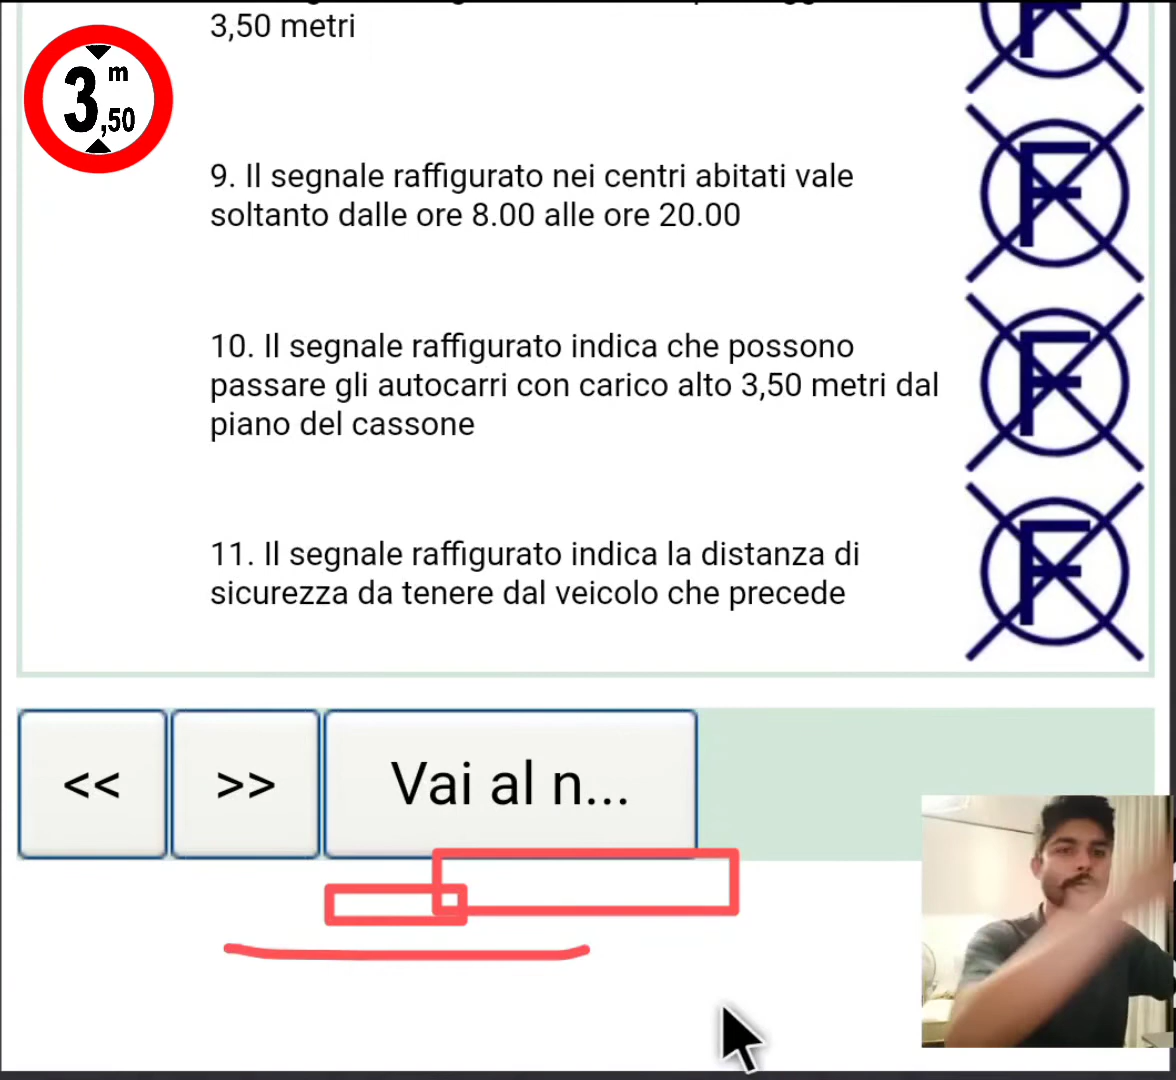 3,50 metri
3 m
,50
9. Il segnale raffigurato nei centri abitati vale
soltanto dalle ore 8.00 alle ore 20.00
F
10. Il segnale raffigurato indica che possono
passare gli autocarri con carico alto 3,50 metri dal
piano del cassone
F
11. Il segnale raffigurato indica la distanza di
sicurezza da tenere dal veicolo che precede
F
<< >> Vai al n...